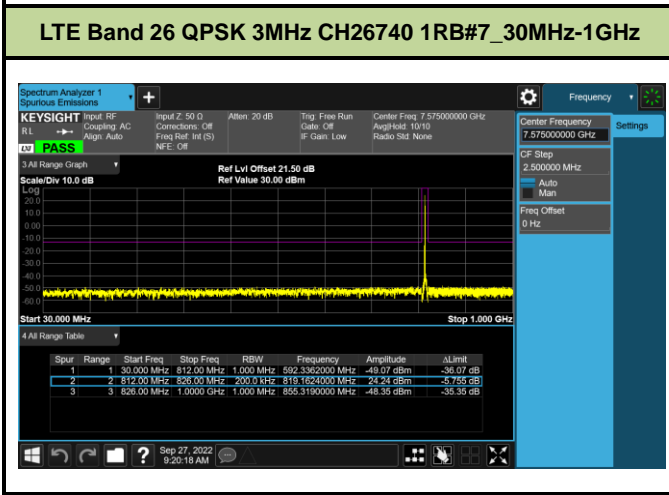 LTE Band 26 QPSK 3MHz CH26740 1RB#7_30MHz-1GHz
Spectrum Analyzer 1
Spurious Emissions
+
Frequency
KEYSIGHT
RL
LXI
PASS
Input: RF
Coupling: AC
Align: Auto
Input Z: 50 Ω
Corrections: Off
Freq Ref: Int (S)
NFE: Off
Atten: 20 dB
Trig: Free Run
Gate: Off
IF Gain: Low
Center Freq: 7.575000000 GHz
Avg|Hold: 10/10
Radio Std: None
Center Frequency
7.575000000 GHz
Settings
CF Step
2.500000 MHz
Auto
Man
Freq Offset
0 Hz
3 All Range Graph
Scale/Div 10.0 dB
Ref Lvl Offset 21.50 dB
Ref Value 30.00 dBm
Log
20.0
10.0
0.00
-10.0
-20.0
-30.0
-40.0
-50.0
-60.0
Start 30.000 MHz
Stop 1.000 GHz
4 All Range Table
Spur Range Start Freq Stop Freq RBW Frequency Amplitude ΔLimit
1 1 30.000 MHz 812.00 MHz 1.000 MHz 592.3362000 MHz -49.07 dBm -36.07 dB
2 2 812.00 MHz 826.00 MHz 200.0 kHz 819.1624000 MHz 24.24 dBm -5.755 dB
3 3 826.00 MHz 1.0000 GHz 1.000 MHz 855.3190000 MHz -48.35 dBm -35.35 dB
?
Sep 27, 2022
9:20:18 AM